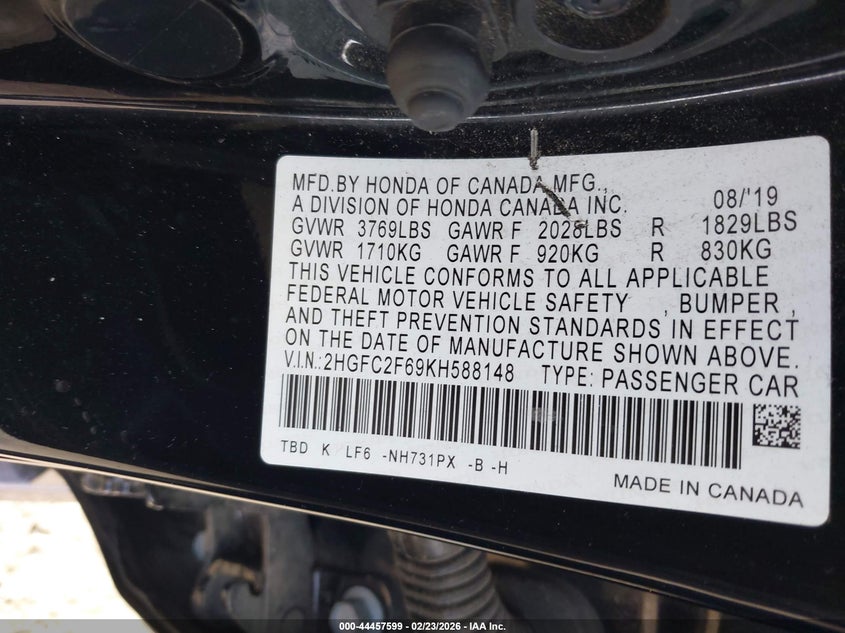 MFD.BY HONDA OF CANADA MFG.,
A DIVISION OF HONDA CANADA INC. 08/'19
GVWR 3769LBS GAWR F 2028LBS R 1829LBS
GVWR 1710KG GAWR F 920KG R 830KG
THIS VEHICLE CONFORMS TO ALL APPLICABLE
FEDERAL MOTOR VEHICLE SAFETY , BUMPER ,
AND THEFT PREVENTION STANDARDS IN EFFECT
ON THE DATE OF MANUFACTURE SHOWN ABOVE.
V.I.N.:2HGFC2F69KH588148 TYPE: PASSENGER CAR
TBD K LF6 -NH731PX -B -H
MADE IN CANADA
000-44457599 - 02/23/2026 - IAA Inc.